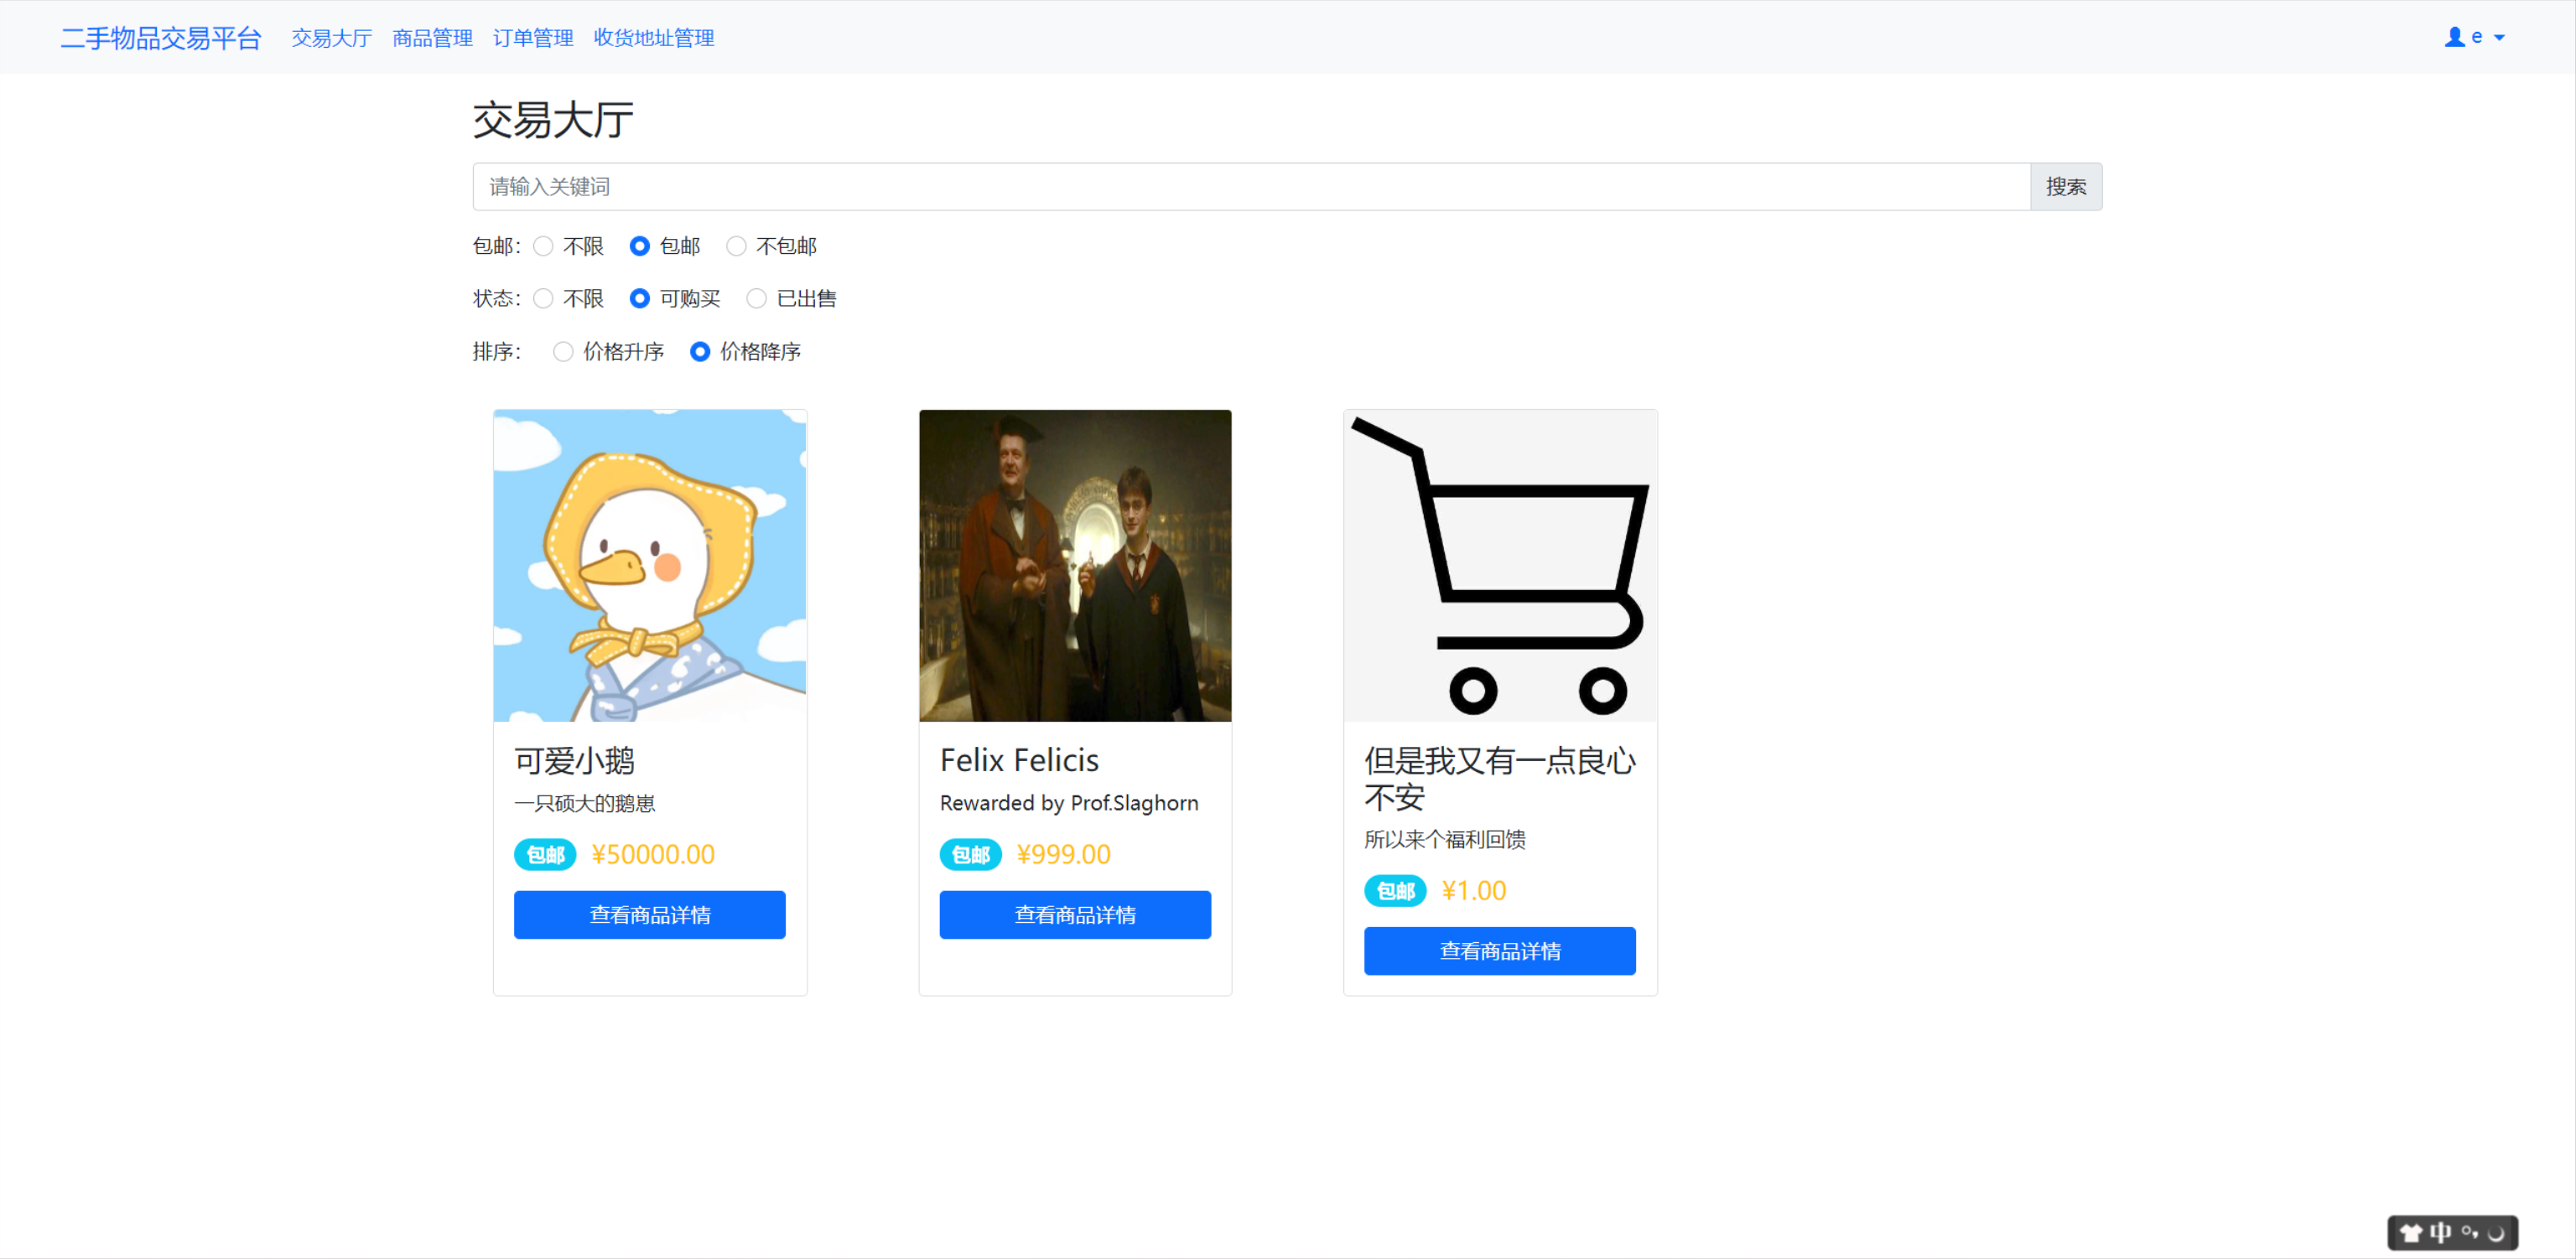 二手物品交易平台 交易大厅 商品管理 订单管理 收货地址管理 e
交易大厅
请输入关键词 搜索
包邮: 不限 包邮 不包邮
状态: 不限 可购买 已出售
排序: 价格升序 价格降序
可爱小鹅
一只硕大的鹅崽
包邮 ¥50000.00
查看商品详情
Felix Felicis
Rewarded by Prof.Slaghorn
包邮 ¥999.00
查看商品详情
但是我又有一点良心
不安
所以来个福利回馈
包邮 ¥1.00
查看商品详情
中